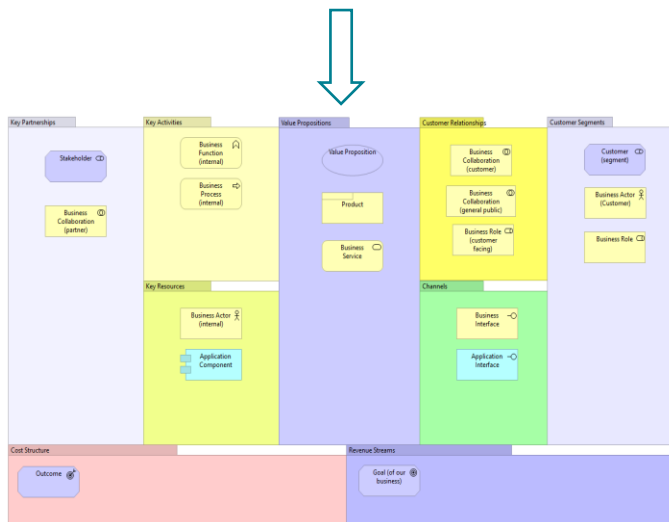 Key Partnerships
Key Activities
Value Propositions
Customer Relationships
Customer Segments
Stakeholder
Business
Collaboration
(partner)
Business
Function
(internal)
Business
Process
(internal)
Value Proposition
Product
Business
Service
Business
Collaboration
(customer)
Business
Collaboration
(general public)
Business Role
(customer
facing)
Customer
(segment)
Business Actor
(Customer)
Business Role
Key Resources
Business Actor
(internal)
Application
Component
Channels
Business
Interface
Application
Interface
Cost Structure
Outcome
Revenue Streams
Goal (of our
business)